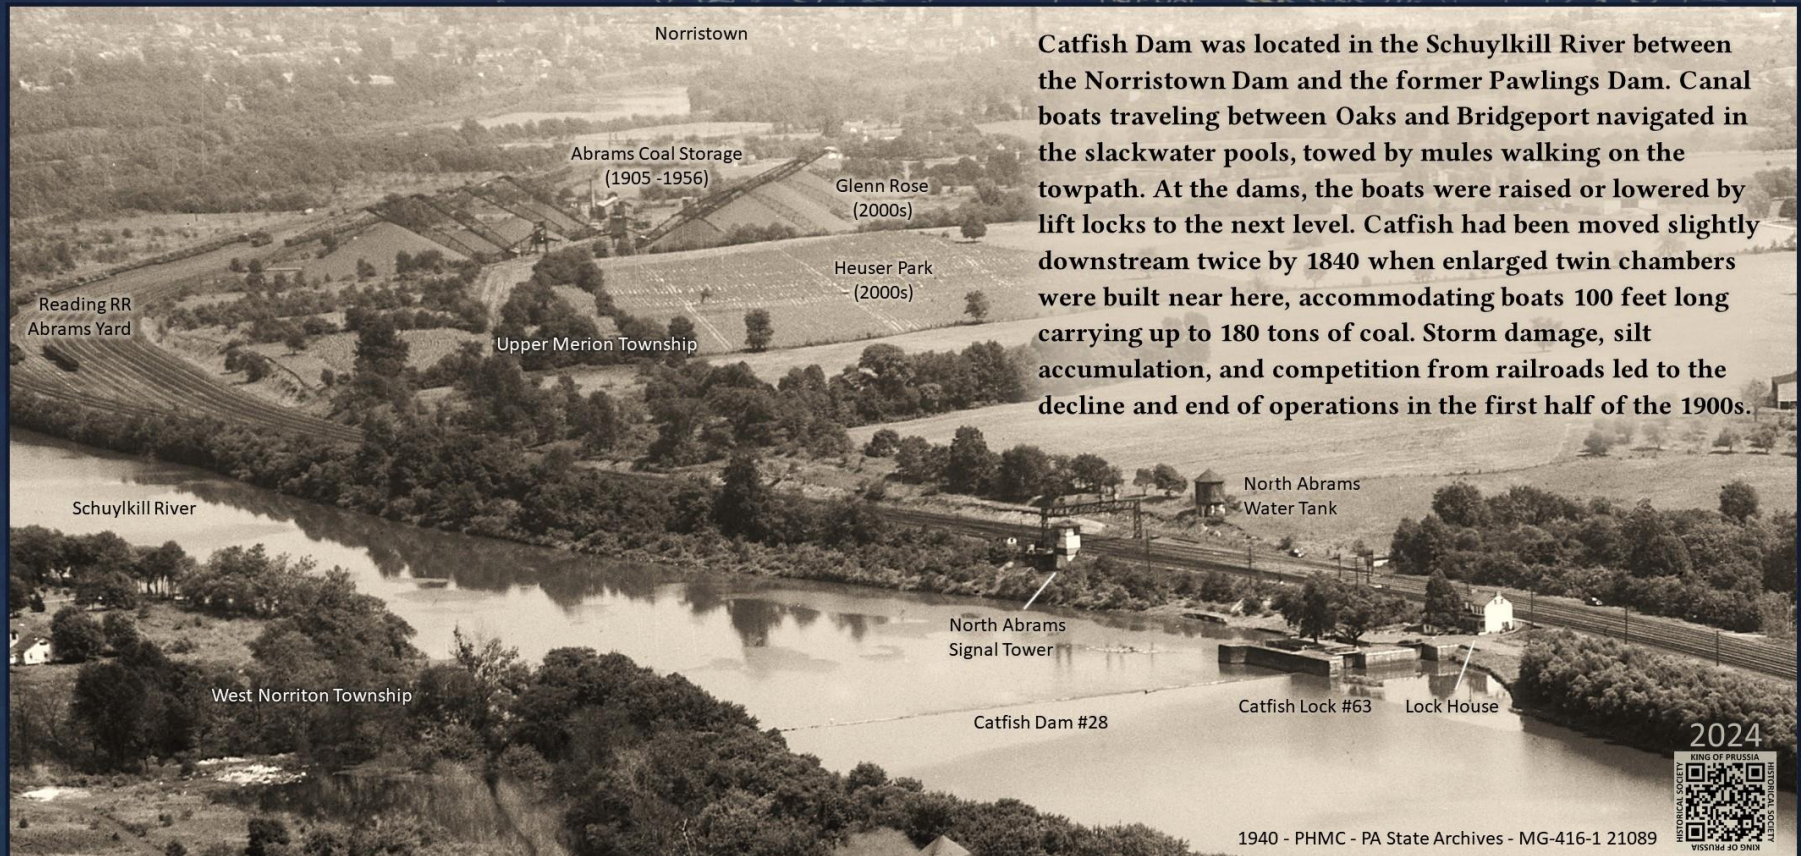 Norristown
Catfish Dam was located in the Schuylkill River between
the Norristown Dam and the former Pawlings Dam. Canal
boats traveling between Oaks and Bridgeport navigated in
the slackwater pools, towed by mules walking on the
towpath. At the dams, the boats were raised or lowered by
lift locks to the next level. Catfish had been moved slightly
downstream twice by 1840 when enlarged twin chambers
were built near here, accommodating boats 100 feet long
carrying up to 180 tons of coal. Storm damage, silt
accumulation, and competition from railroads led to the
decline and end of operations in the first half of the 1900s.
Abrams Coal Storage
(1905 -1956)
Glenn Rose
(2000s)
Heuser Park
(2000s)
Reading RR
Abrams Yard
Upper Merion Township
North Abrams
Water Tank
Schuylkill River
North Abrams
Signal Tower
West Norriton Township
Catfish Dam #28
Catfish Lock #63
Lock House
2024
KING OF PRUSSIA
HISTORICAL SOCIETY
HISTORICAL SOCIETY
KING OF PRUSSIA
1940 - PHMC - PA State Archives - MG-416-1 21089